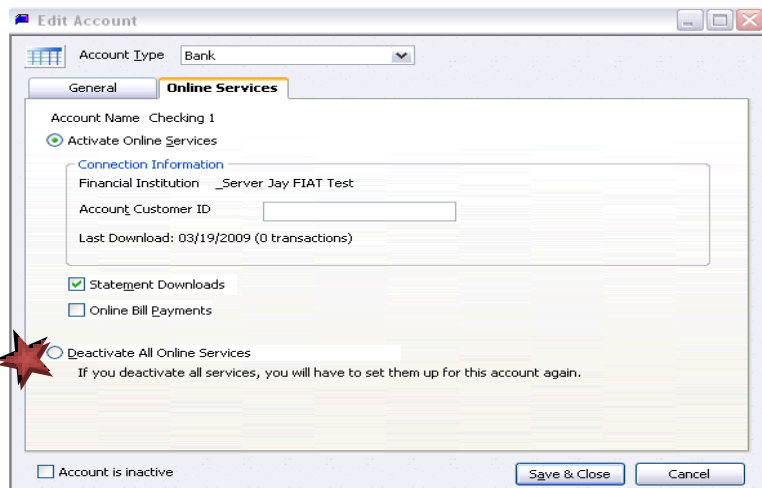 Edit Account
Account Type Bank
General Online Services
Account Name Checking 1
Activate Online Services
Connection Information
Financial Institution _Server Jay FIAT Test
Account Customer ID
Last Download: 03/19/2009 (0 transactions)
Statement Downloads
Online Bill Payments
Deactivate All Online Services
If you deactivate all services, you will have to set them up for this account again.
Account is inactive Save & Close Cancel